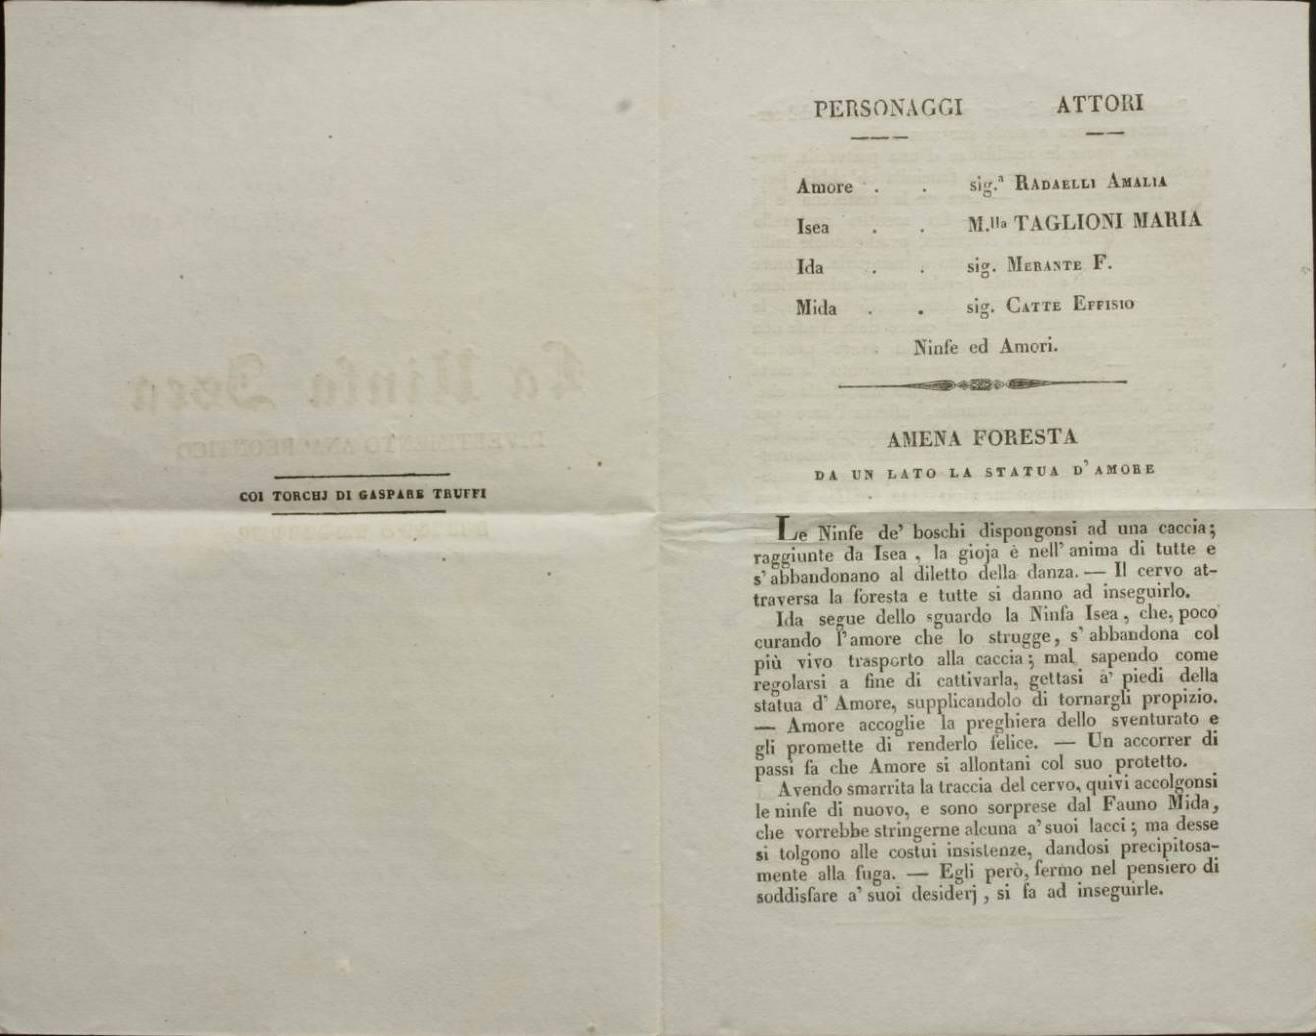 COI TORCHJ DI GASPARE TRUFFI
PERSONAGGI ATTORI
Amore . . sig.ª RADAELLI AMALIA
Isea . . M.lla TAGLIONI MARIA
Ida . . sig. MERANTE F.
Mida . . sig. CATTE EFFISIO
Ninfe ed Amori.
AMENA FORESTA
DA UN LATO LA STATUA D'AMORE
Le Ninfe de' boschi dispongonsi ad una caccia;
raggiunte da Isea, la gioja è nell'anima di tutte e
s'abbandonano al diletto della danza. — Il cervo at-
traversa la foresta e tutte si danno ad inseguirlo.
Ida segue dello sguardo la Ninfa Isea, che, poco
curando l'amore che lo strugge, s'abbandona col
più vivo trasporto alla caccia; mal sapendo come
regolarsi a fine di cattivarla, gettasi a' piedi della
statua d'Amore, supplicandolo di tornargli propizio.
— Amore accoglie la preghiera dello sventurato e
gli promette di renderlo felice. — Un accorrer di
passi fa che Amore si allontani col suo protetto.
Avendo smarrita la traccia del cervo, quivi accolgonsi
le ninfe di nuovo, e sono sorprese dal Fauno Mida,
che vorrebbe stringerne alcuna a' suoi lacci; ma desse
si tolgono alle costui insistenze, dandosi precipitosa-
mente alla fuga. — Egli però, fermo nel pensiero di
soddisfare a' suoi desiderj, si fa ad inseguirle.